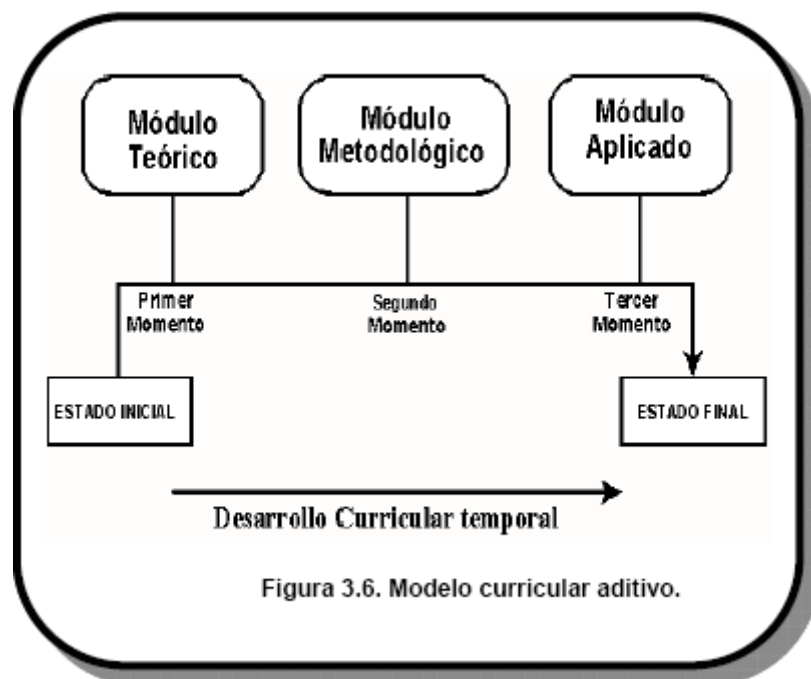 Módulo
Teórico
Módulo
Metodológico
Módulo
Aplicado
Primer
Momento
Segundo
Momento
Tercer
Momento
ESTADO INICIAL
ESTADO FINAL
Desarrollo Curricular temporal
Figura 3.6. Modelo curricular aditivo.